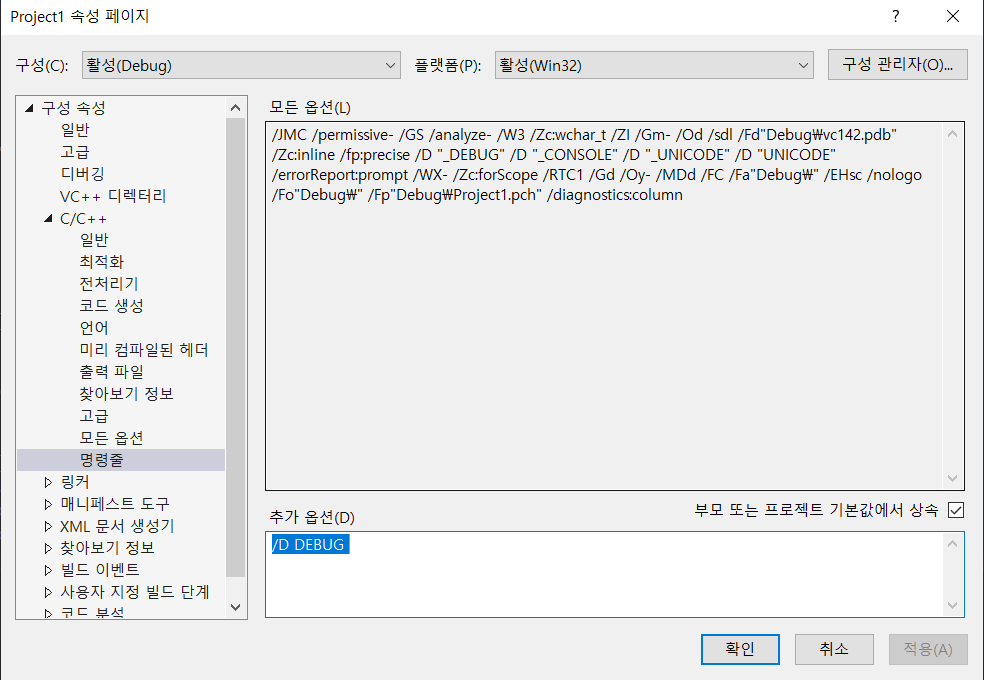 Project1 속성 페이지
?
구성(C):
활성(Debug)
플랫폼(P):
활성(Win32)
구성 관리자(O)...
구성 속성
일반
고급
디버깅
VC++ 디렉터리
C/C++
일반
최적화
전처리기
코드 생성
언어
미리 컴파일된 헤더
출력 파일
찾아보기 정보
고급
모든 옵션
명령줄
링커
매니페스트 도구
XML 문서 생성기
찾아보기 정보
빌드 이벤트
사용자 지정 빌드 단계
코드 분석
모든 옵션(L)
/JMC /permissive- /GS /analyze- /W3 /Zc:wchar_t /ZI /Gm- /Od /sdl /Fd"Debug₩vc142.pdb"
/Zc:inline /fp:precise /D "_DEBUG" /D "_CONSOLE" /D "_UNICODE" /D "UNICODE"
/errorReport:prompt /WX- /Zc:forScope /RTC1 /Gd /Oy- /MDd /FC /Fa"Debug₩" /EHsc /nologo
/Fo"Debug₩" /Fp"Debug₩Project1.pch" /diagnostics:column
추가 옵션(D)
부모 또는 프로젝트 기본값에서 상속
/D DEBUG
확인
취소
적용(A)